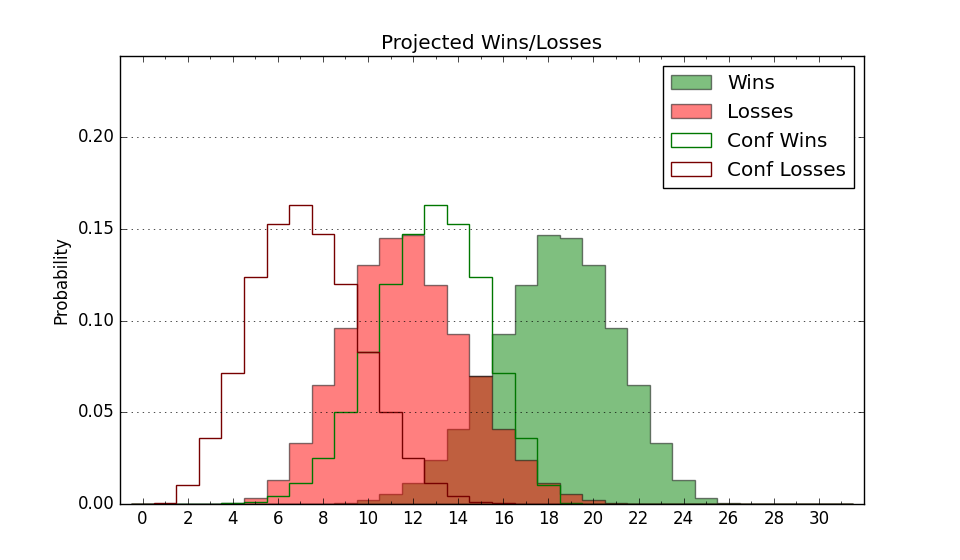 Projected Wins/Losses
Wins
Losses
Conf Wins
Conf Losses
Probability
0.20
0.15
0.10
0.05
0.00
0 2 4 6 8 10 12 14 16 18 20 22 24 26 28 30